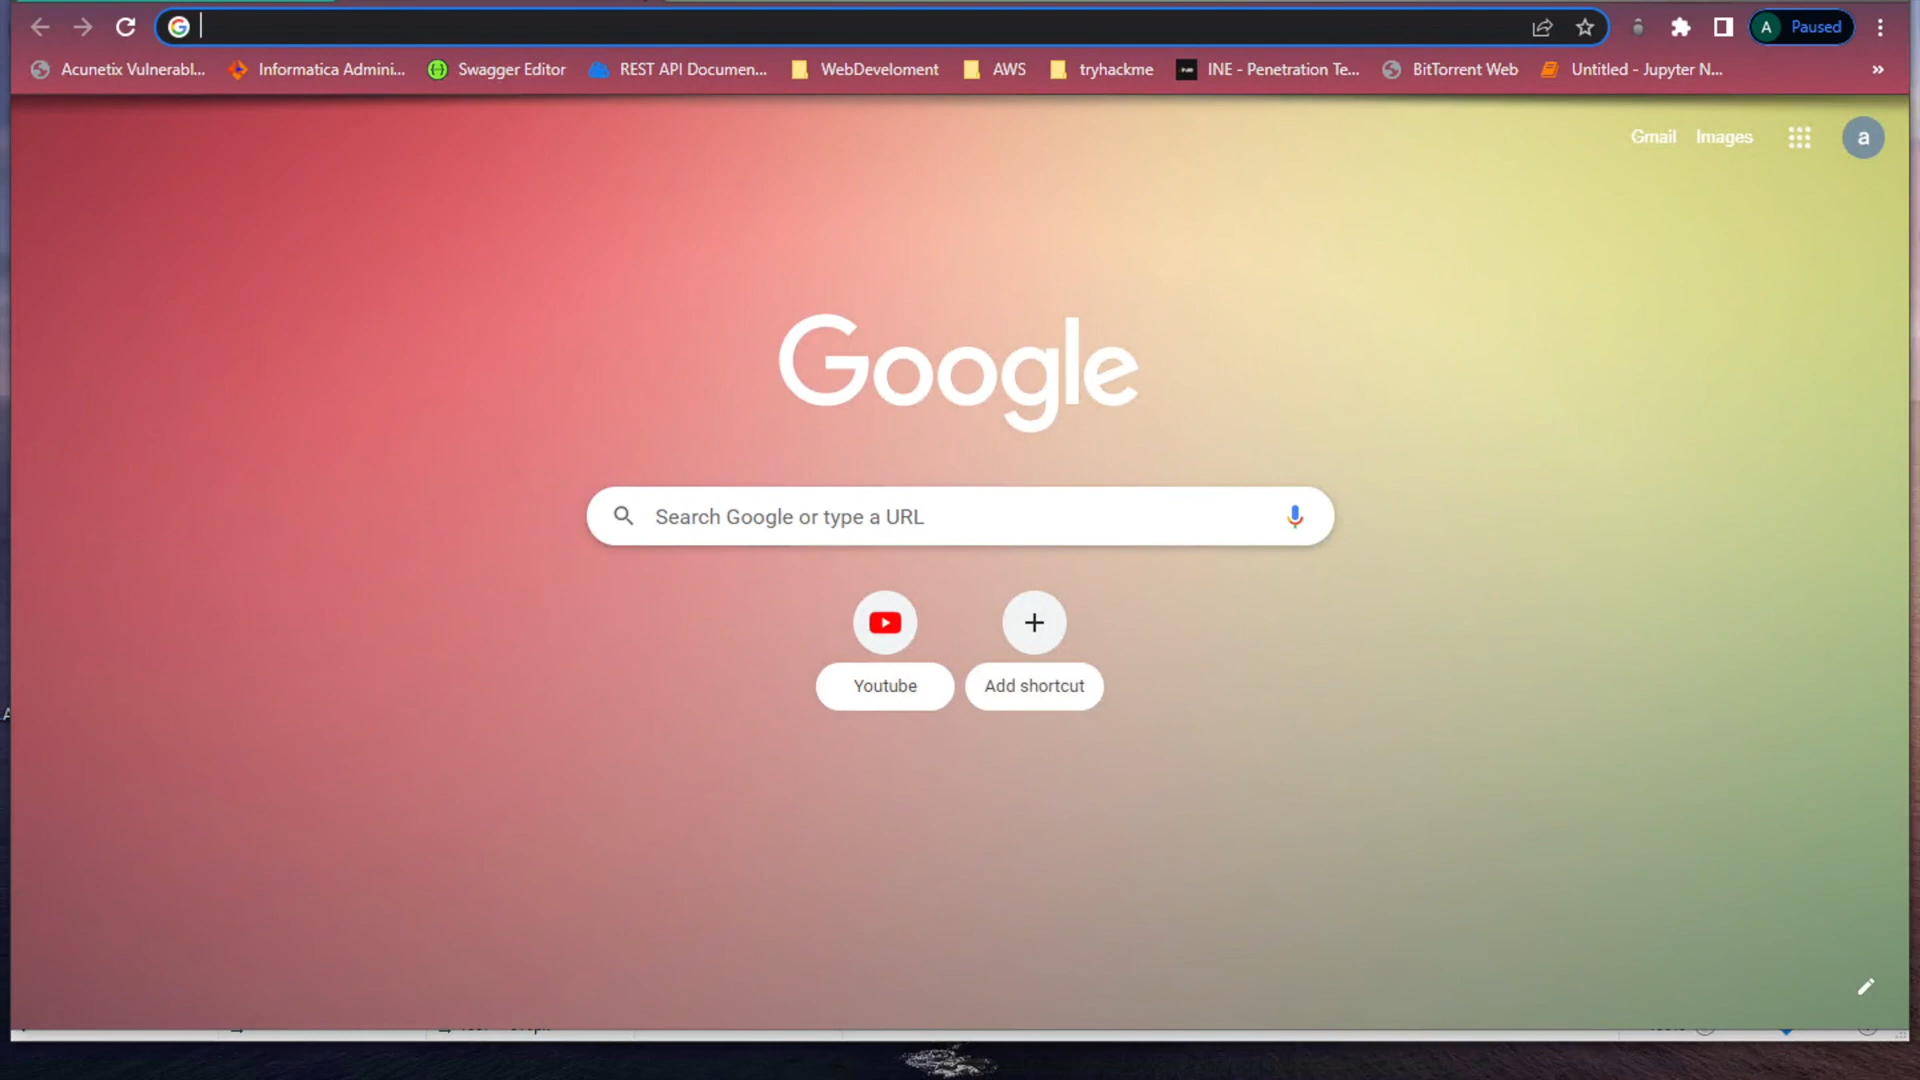 A Paused
Acunetix Vulnerabl... Informatica Admini... Swagger Editor REST API Documen... WebDeveloment AWS tryhackme INE - Penetration Te... BitTorrent Web Untitled - Jupyter N... »
Gmail Images a
Google
Search Google or type a URL
Youtube Add shortcut